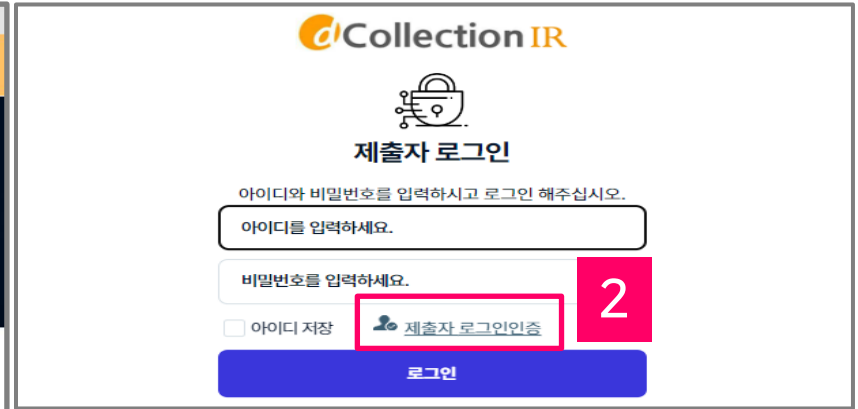 dCollection IR
제출자 로그인
아이디와 비밀번호를 입력하시고 로그인 해주십시오.
아이디를 입력하세요.
비밀번호를 입력하세요.
2
아이디 저장 제출자 로그인인증
로그인